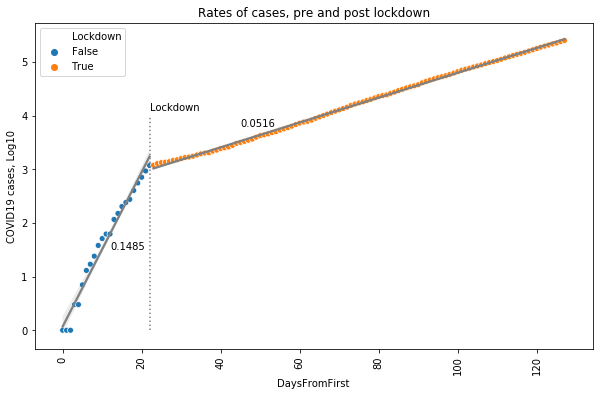 Rates of cases, pre and post lockdown
Lockdown
False
True
Lockdown
0.0516
0.1485
COVID19 cases, Log10
5
4
3
2
1
0
0
20
40
60
80
100
120
DaysFromFirst